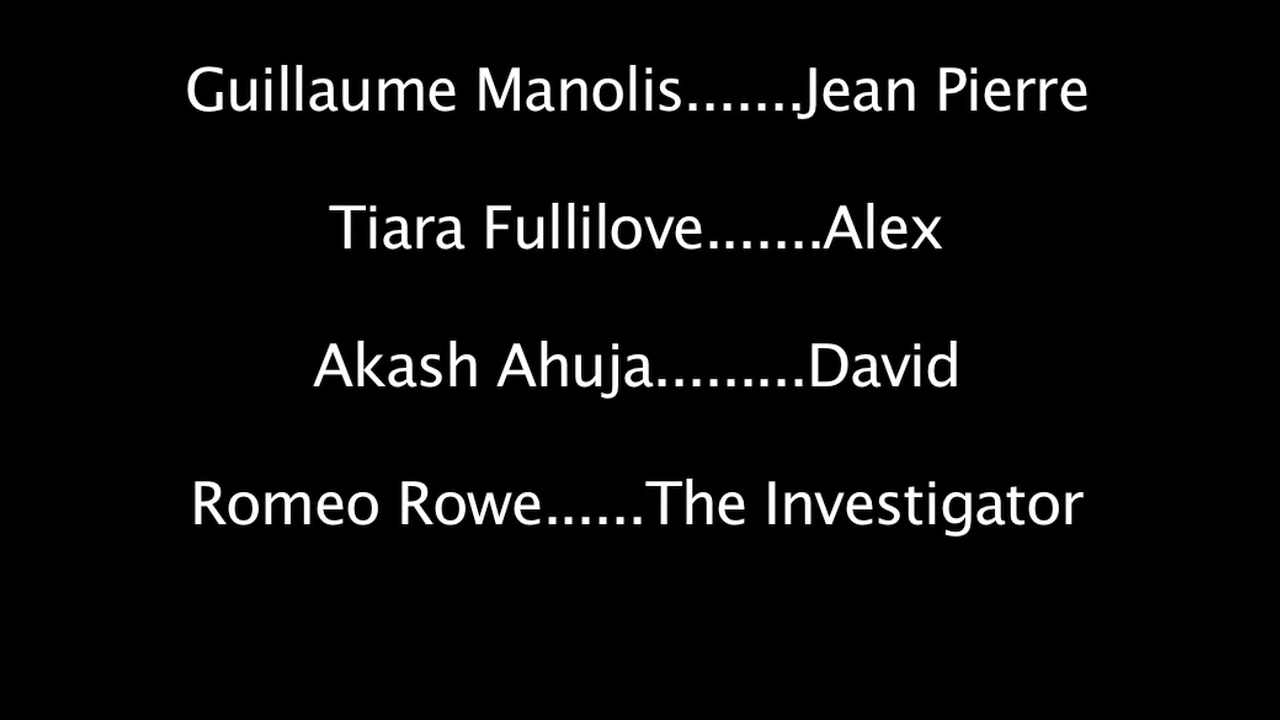 Guillaume Manolis.......Jean Pierre
Tiara Fullilove.......Alex
Akash Ahuja.........David
Romeo Rowe......The Investigator